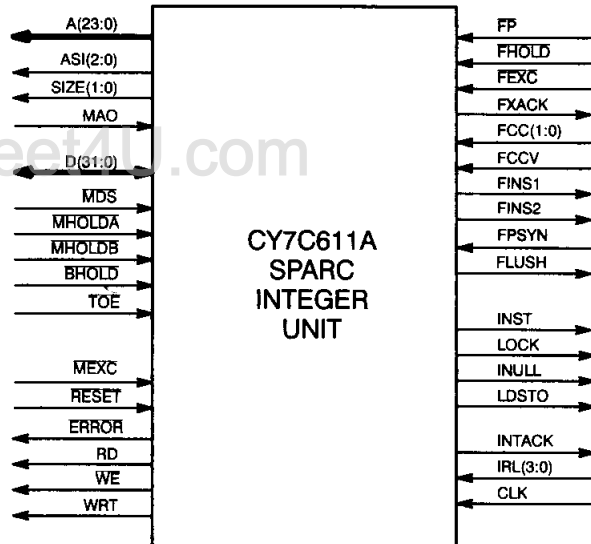 A(23:0)
ASI(2:0)
SIZE(1:0)
MAO
D(31:0)
MDS
MHOLDA
MHOLDB
BHOLD
TOE
MEXC
RESET
ERROR
RD
WE
WRT
CY7C611A
SPARC
INTEGER
UNIT
FP
FHOLD
FEXC
FXACK
FCC(1:0)
FCCV
FINS1
FINS2
FPSYN
FLUSH
INST
LOCK
INULL
LDSTO
INTACK
IRL(3:0)
CLK
eet4U.com